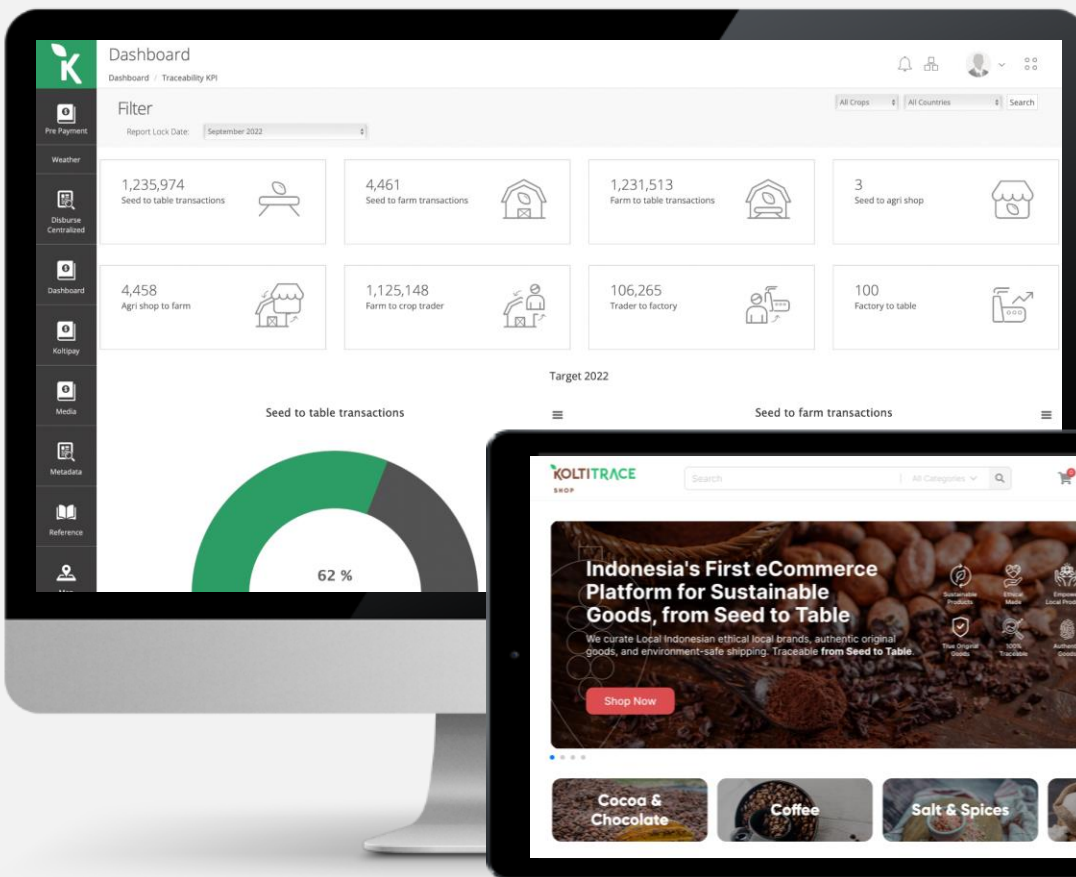 Dashboard
Dashboard / Traceability KPI
Pre Payment
Weather
Disburse
Centralized
Dashboard
Koltipay
Media
Metadata
Reference
Filter
Report Lock Date: September 2022
All Crops All Countries Search
1,235,974
Seed to table transactions
4,461
Seed to farm transactions
1,231,513
Farm to table transactions
3
Seed to agri shop
4,458
Agri shop to farm
1,125,148
Farm to crop trader
106,265
Trader to factory
100
Factory to table
Target 2022
Seed to table transactions
Seed to farm transactions
62 %
KOLTITRACE
SHOP
Search
All Categories
Indonesia's First eCommerce
Platform for Sustainable
Goods, from Seed to Table
We curate Local Indonesian ethical local brands, authentic original
goods, and environment-safe shipping. Traceable from Seed to Table.
Shop Now
Sustainable
Products
Ethical
Made
True Original
Goods
100%
Traceable
Cocoa &
Chocolate
Coffee
Salt & Spices